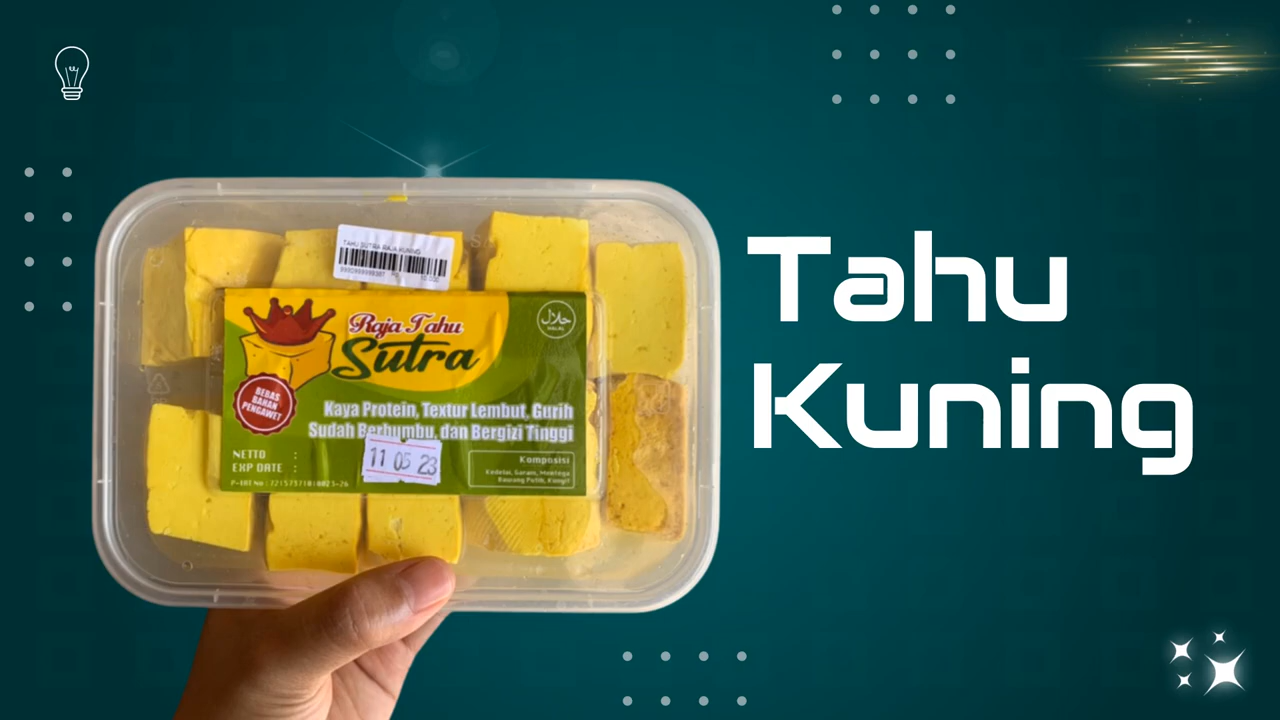 TAHU SUTRA RAJA KUNING
Raja Tahu
Sutra
حلال
HALAL
BEBAS
BAHAN
PENGAWET
Kaya Protein, Textur Lembut, Gurih
Sudah Berbumbu, dan Bergizi Tinggi
NETTO :
EXP DATE :
11 05 23
Komposisi
Kedelai, Garam, Mentega
Bawang Putih, Kunyit
Tahu
Kuning